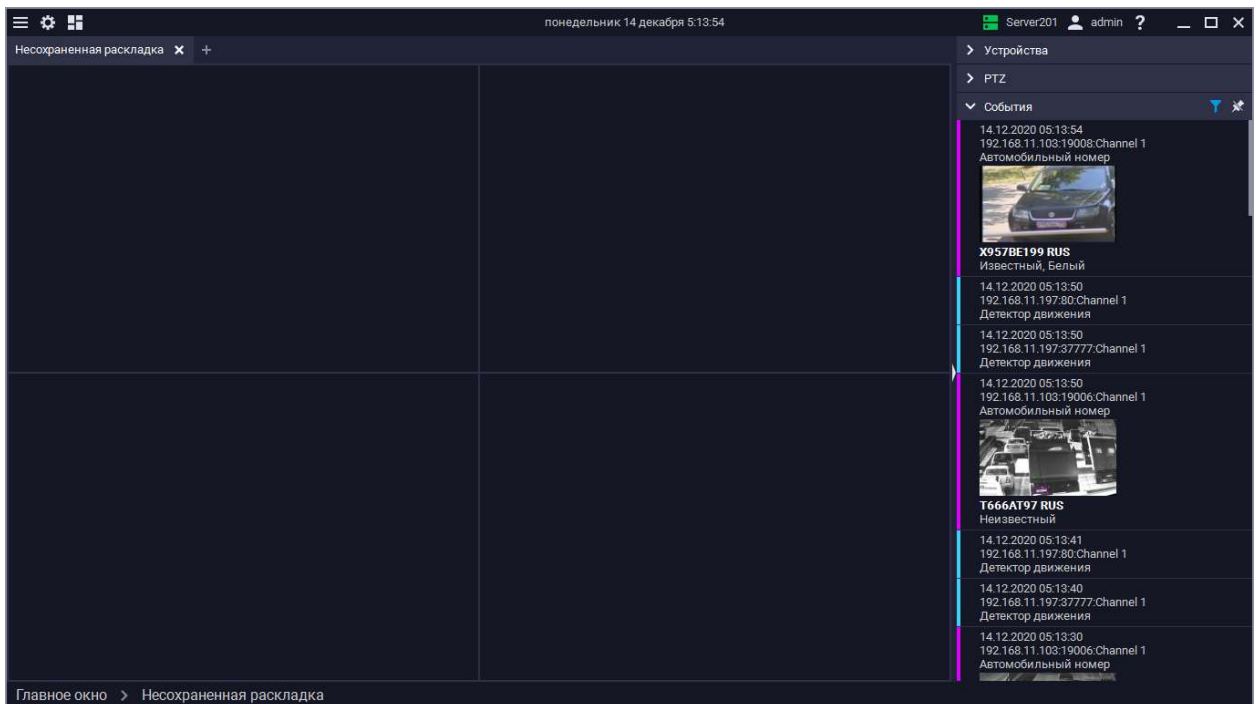 понедельник 14 декабря 5:13:54
Server201 admin ?
Несохраненная раскладка
Устройства
PTZ
События
14.12.2020 05:13:54
192.168.11.103:19008:Channel 1
Автомобильный номер
X957BE199 RUS
Известный, Белый
14.12.2020 05:13:50
192.168.11.197:80:Channel 1
Детектор движения
14.12.2020 05:13:50
192.168.11.197:37777:Channel 1
Детектор движения
14.12.2020 05:13:50
192.168.11.103:19006:Channel 1
Автомобильный номер
T666AT97 RUS
Неизвестный
14.12.2020 05:13:41
192.168.11.197:80:Channel 1
Детектор движения
14.12.2020 05:13:40
192.168.11.197:37777:Channel 1
Детектор движения
14.12.2020 05:13:30
192.168.11.103:19006:Channel 1
Автомобильный номер
Главное окно > Несохраненная раскладка